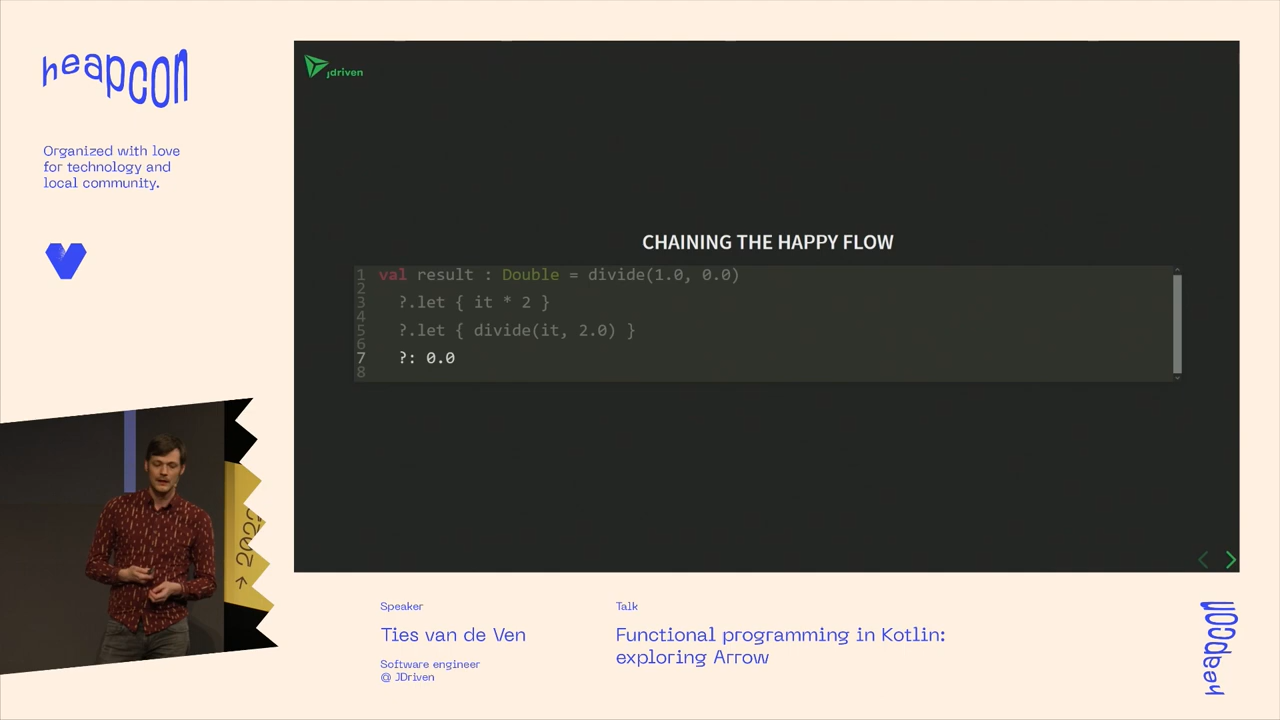 heapcon
Organized with love
for technology and
local community.
Jdriven
CHAINING THE HAPPY FLOW
1 val result : Double = divide(1.0, 0.0)
2
3 ?.let { it * 2 }
4
5 ?.let { divide(it, 2.0) }
6
7 ?: 0.0
8
Speaker
Ties van de Ven
Software engineer
@ JDriven
Talk
Functional programming in Kotlin:
exploring Arrow
heapcon